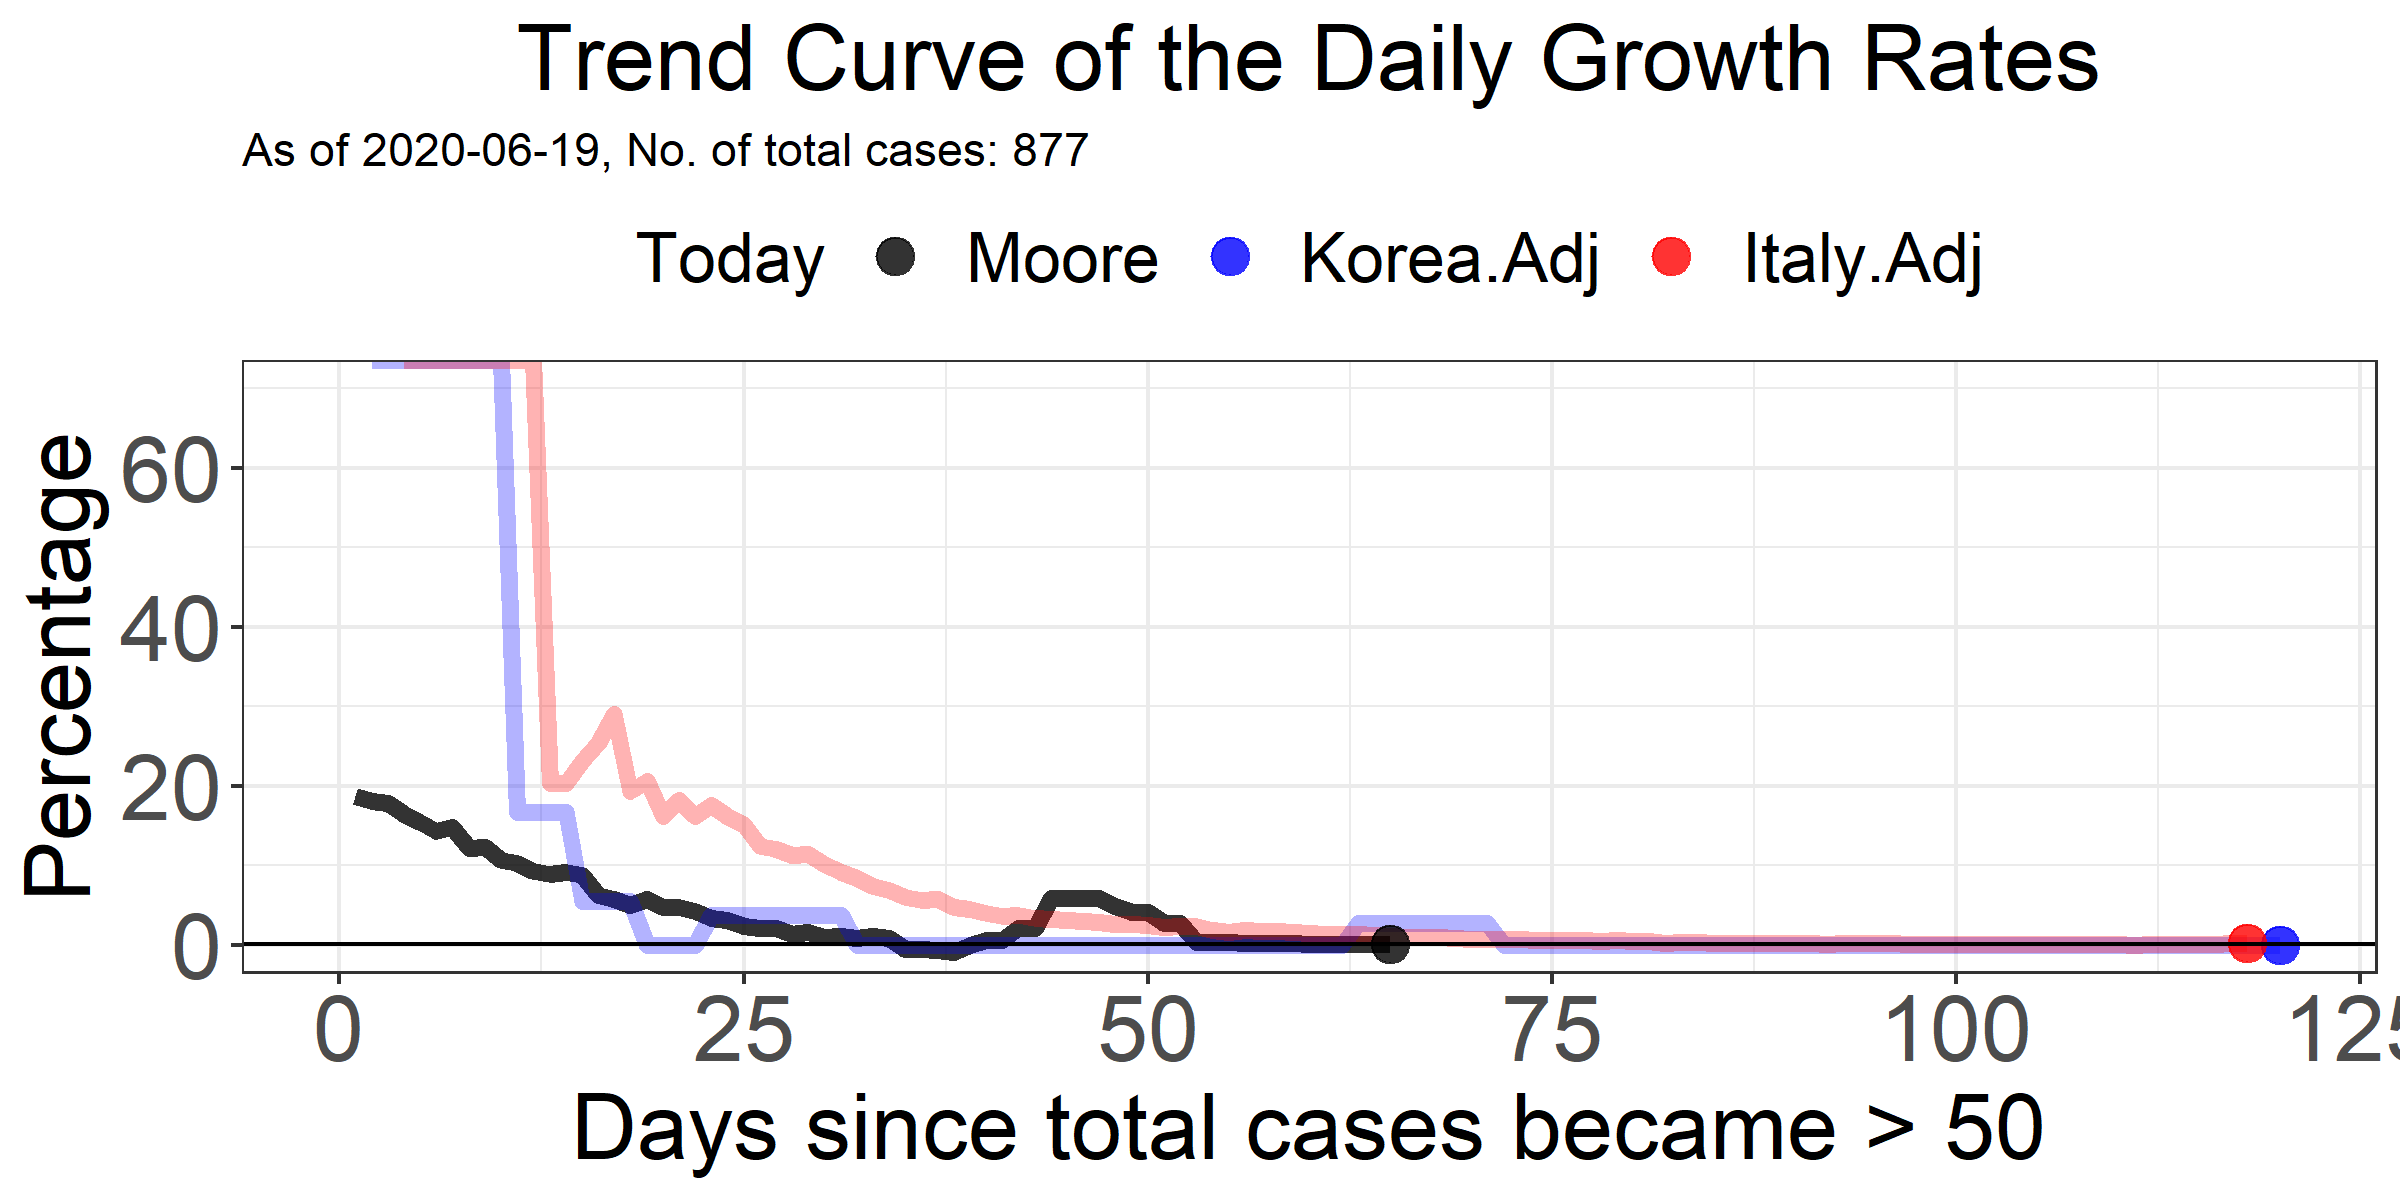 Trend Curve of the Daily Growth Rates
As of 2020-06-19, No. of total cases: 877
Today Moore Korea.Adj Italy.Adj
Percentage
60
40
20
0
0 25 50 75 100 125
Days since total cases became > 50